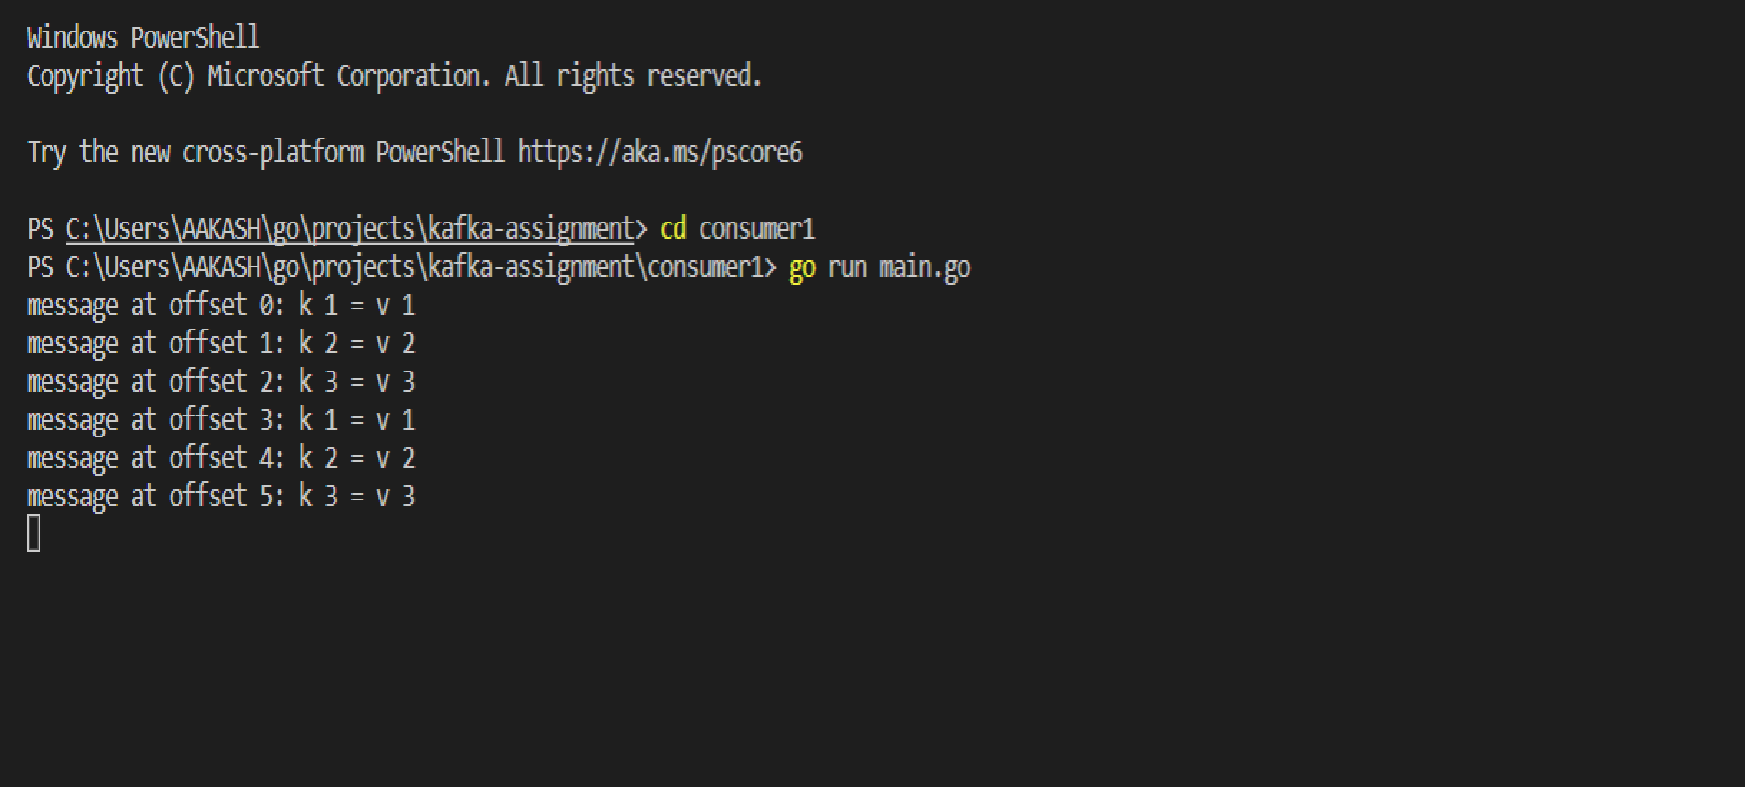 Windows PowerShell
Copyright (C) Microsoft Corporation. All rights reserved.
Try the new cross-platform PowerShell https://aka.ms/pscore6
PS C:\Users\AAKASH\go\projects\kafka-assignment> cd consumer1
PS C:\Users\AAKASH\go\projects\kafka-assignment\consumer1> go run main.go
message at offset 0: k 1 = v 1
message at offset 1: k 2 = v 2
message at offset 2: k 3 = v 3
message at offset 3: k 1 = v 1
message at offset 4: k 2 = v 2
message at offset 5: k 3 = v 3